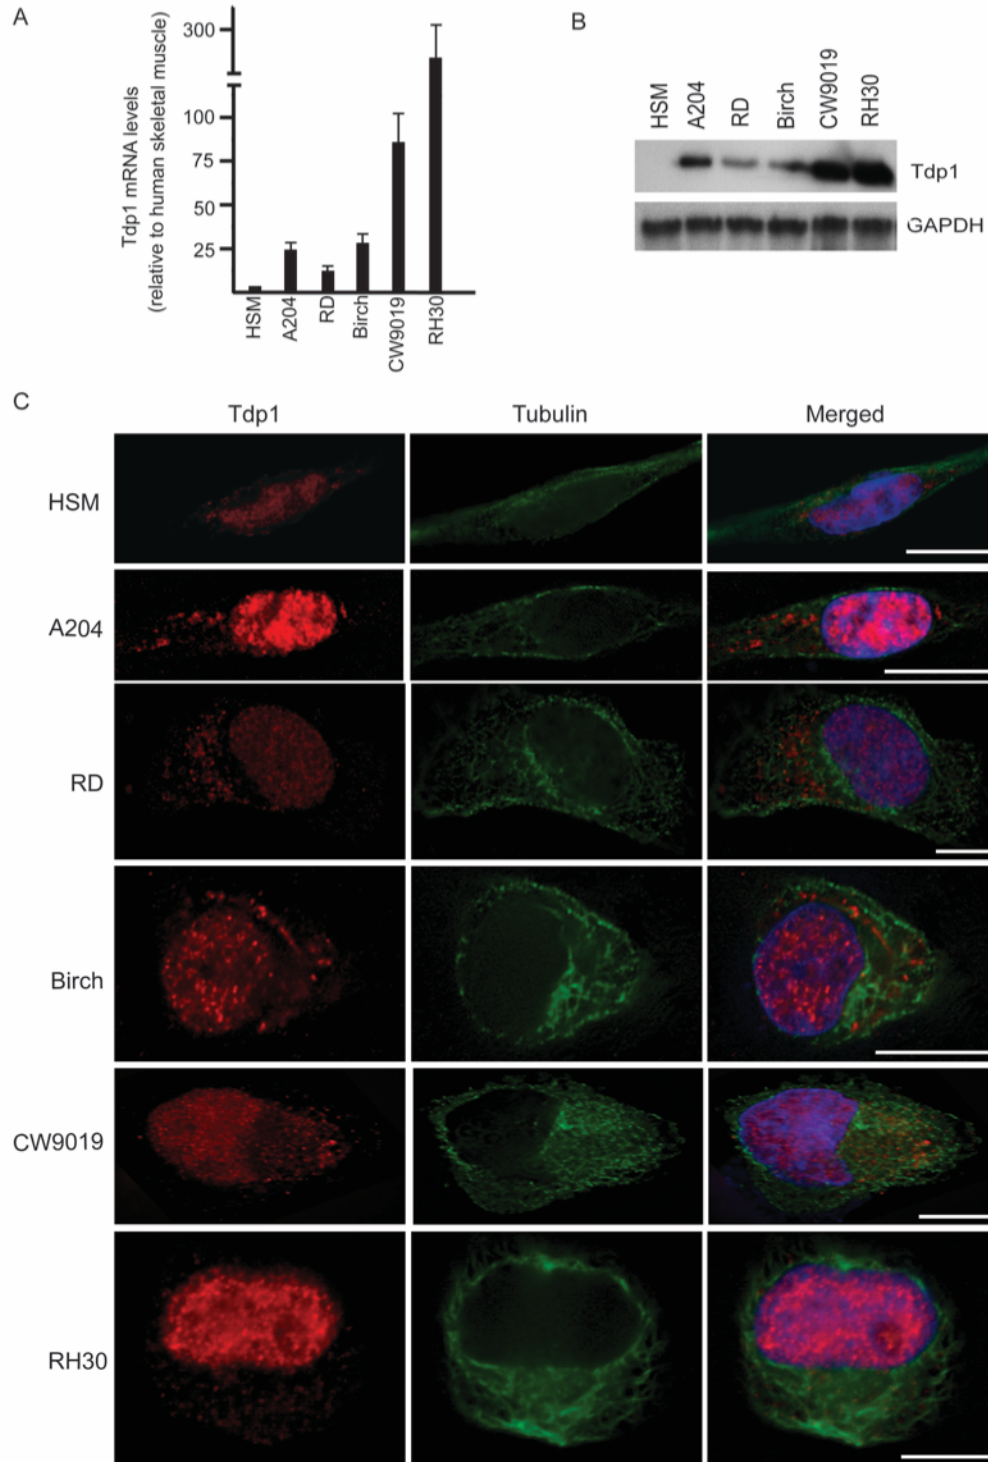 A
Tdp1 mRNA levels
(relative to human skeletal muscle)
300
100
75
50
25
HSM
A204
RD
Birch
CW9019
RH30
B
HSM
A204
RD
Birch
CW9019
RH30
Tdp1
GAPDH
C
Tdp1 Tubulin Merged
HSM
A204
RD
Birch
CW9019
RH30